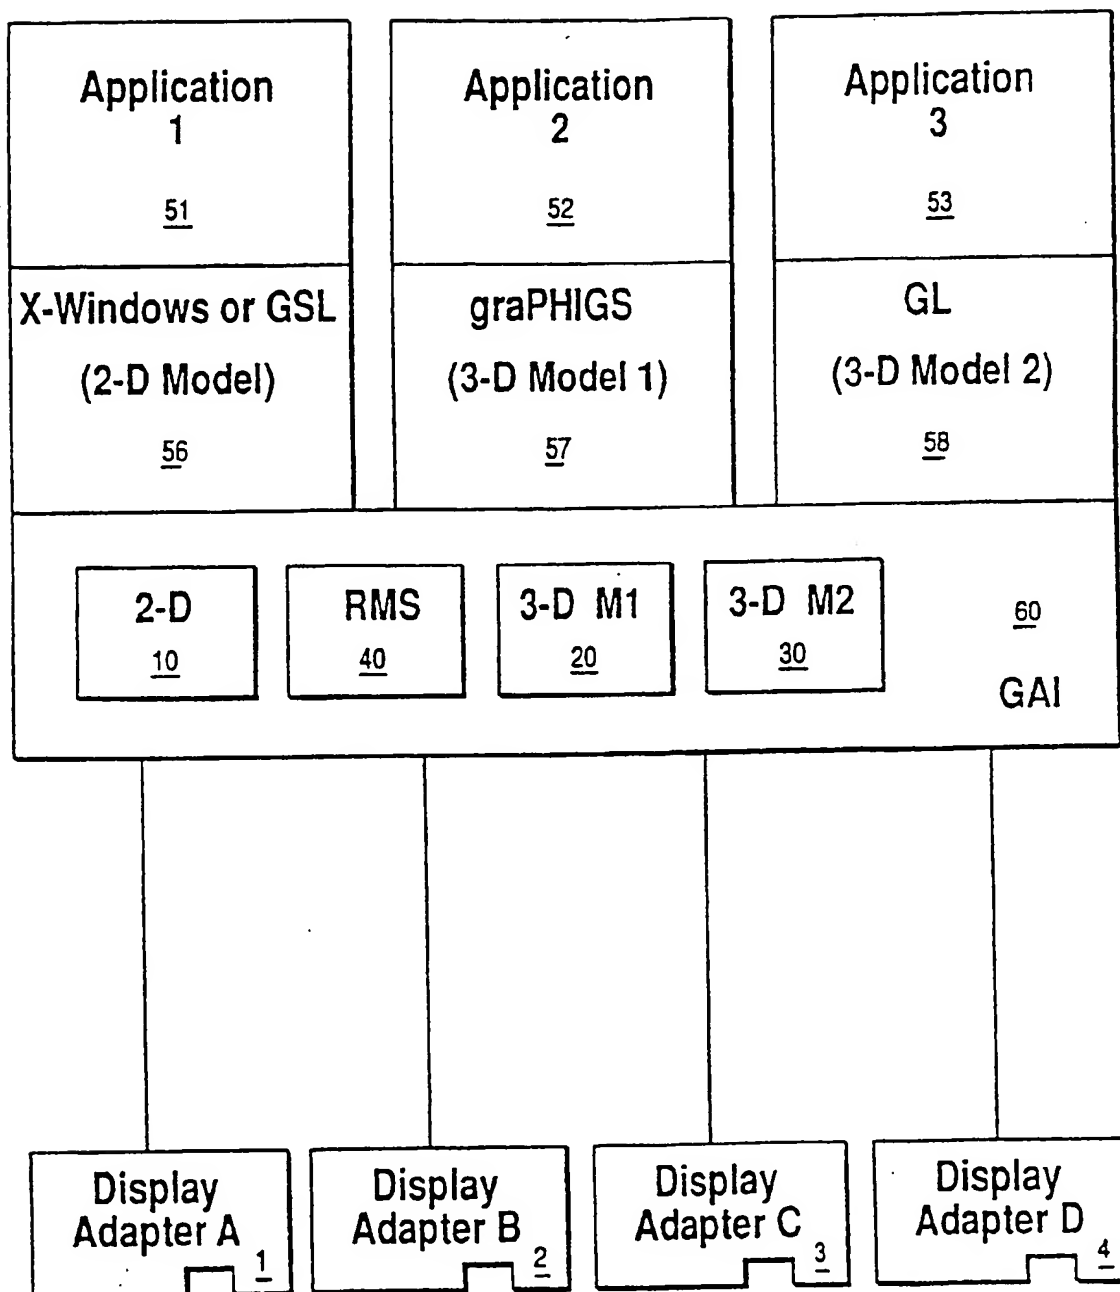 Application
1
51
Application
2
52
Application
3
53
X-Windows or GSL
(2-D Model)
56
graPHIGS
(3-D Model 1)
57
GL
(3-D Model 2)
58
2-D
10
RMS
40
3-D M1
20
3-D M2
30
60
GAI
Display
Adapter A
1
Display
Adapter B
2
Display
Adapter C
3
Display
Adapter D
4